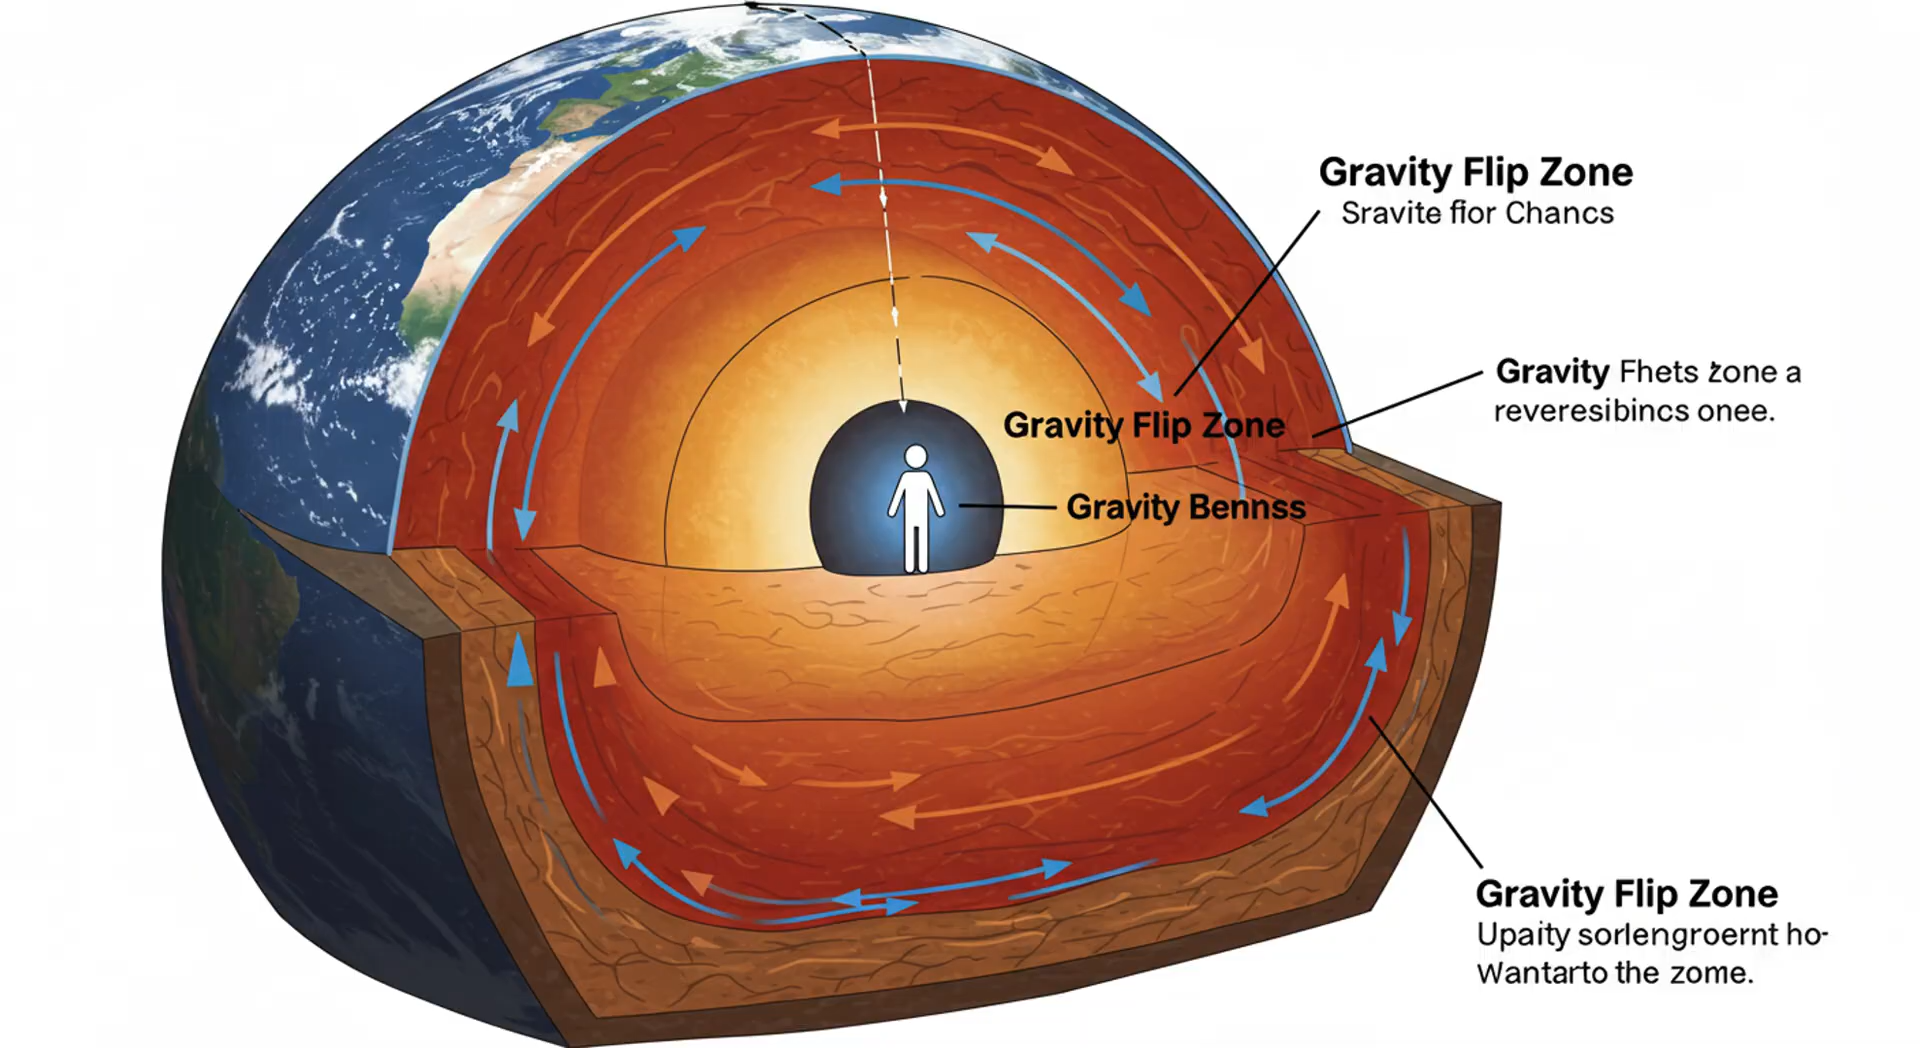 Gravity Flip Zone
Sravite flor Chancs
Gravity Fhets żone a
reveresibincs onee.
Gravity Flip Zone
Gravity Bennss
Gravity Flip Zone
Upaity sorlengroernt ho-
Wantarto the zome.